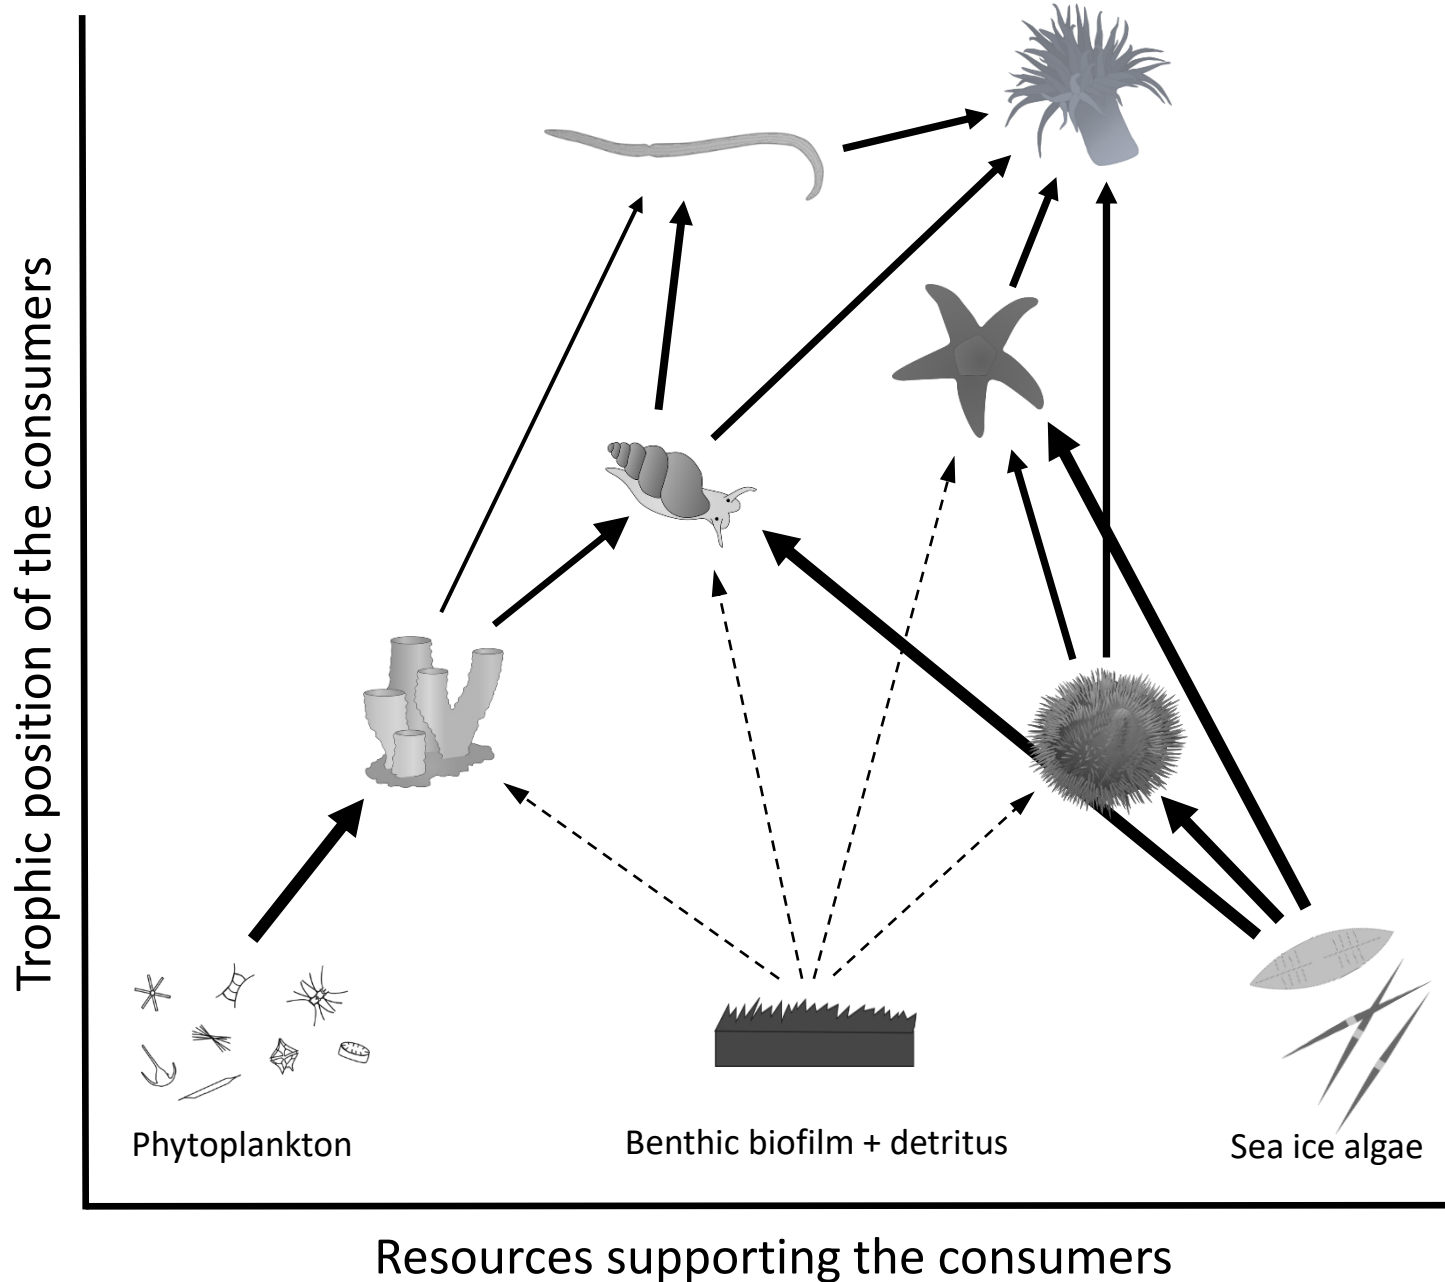 Trophic position of the consumers
Phytoplankton
Benthic biofilm + detritus
Sea ice algae
Resources supporting the consumers